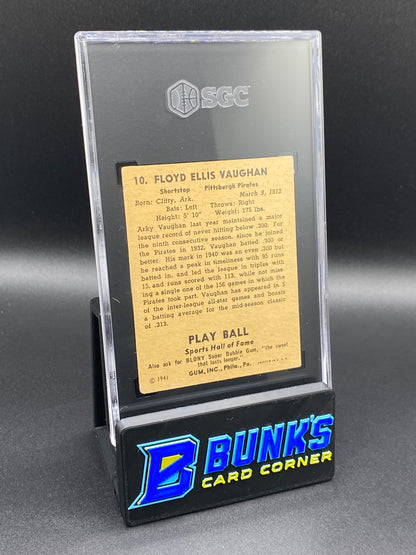 SGC
10. FLOYD ELLIS VAUGHAN
Shortstop Pittsburgh Pirates
Born: Clifty, Ark. March 9, 1912
Bats: Left Throws: Right
Height: 5' 10" Weight: 175 lbs.
Arky Vaughan last year maintained a major
league record of never hitting below .300. For
the ninth consecutive season, since he joined
the Pirates in 1932, Vaughan batted .300 or
better. His mark in 1940 was an even .300 but
he reached a peak in timeliness with 95 runs
batted in, and led the league in triples with
15, and runs scored with 113, while not miss-
ing a single one of the 156 games in which the
Pirates took part. Vaughan has appeared in 5
of the inter-league all-star games and boasts
a batting average for the mid-season classic
of .313.
PLAY BALL
Sports Hall of Fame
Also ask for BLONY Super Bubble Gum, "The sweet
that lasts longer."
GUM, INC., Phila., Pa. PRINTED IN U. S. A.
© 1941
B BUNK'S
CARD CORNER